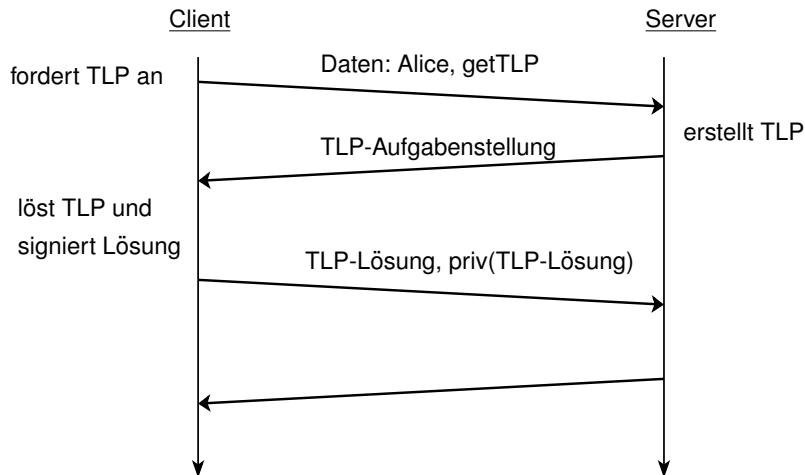 Client
Server
fordert TLP an
Daten: Alice, getTLP
erstellt TLP
TLP-Aufgabenstellung
löst TLP und
signiert Lösung
TLP-Lösung, priv(TLP-Lösung)